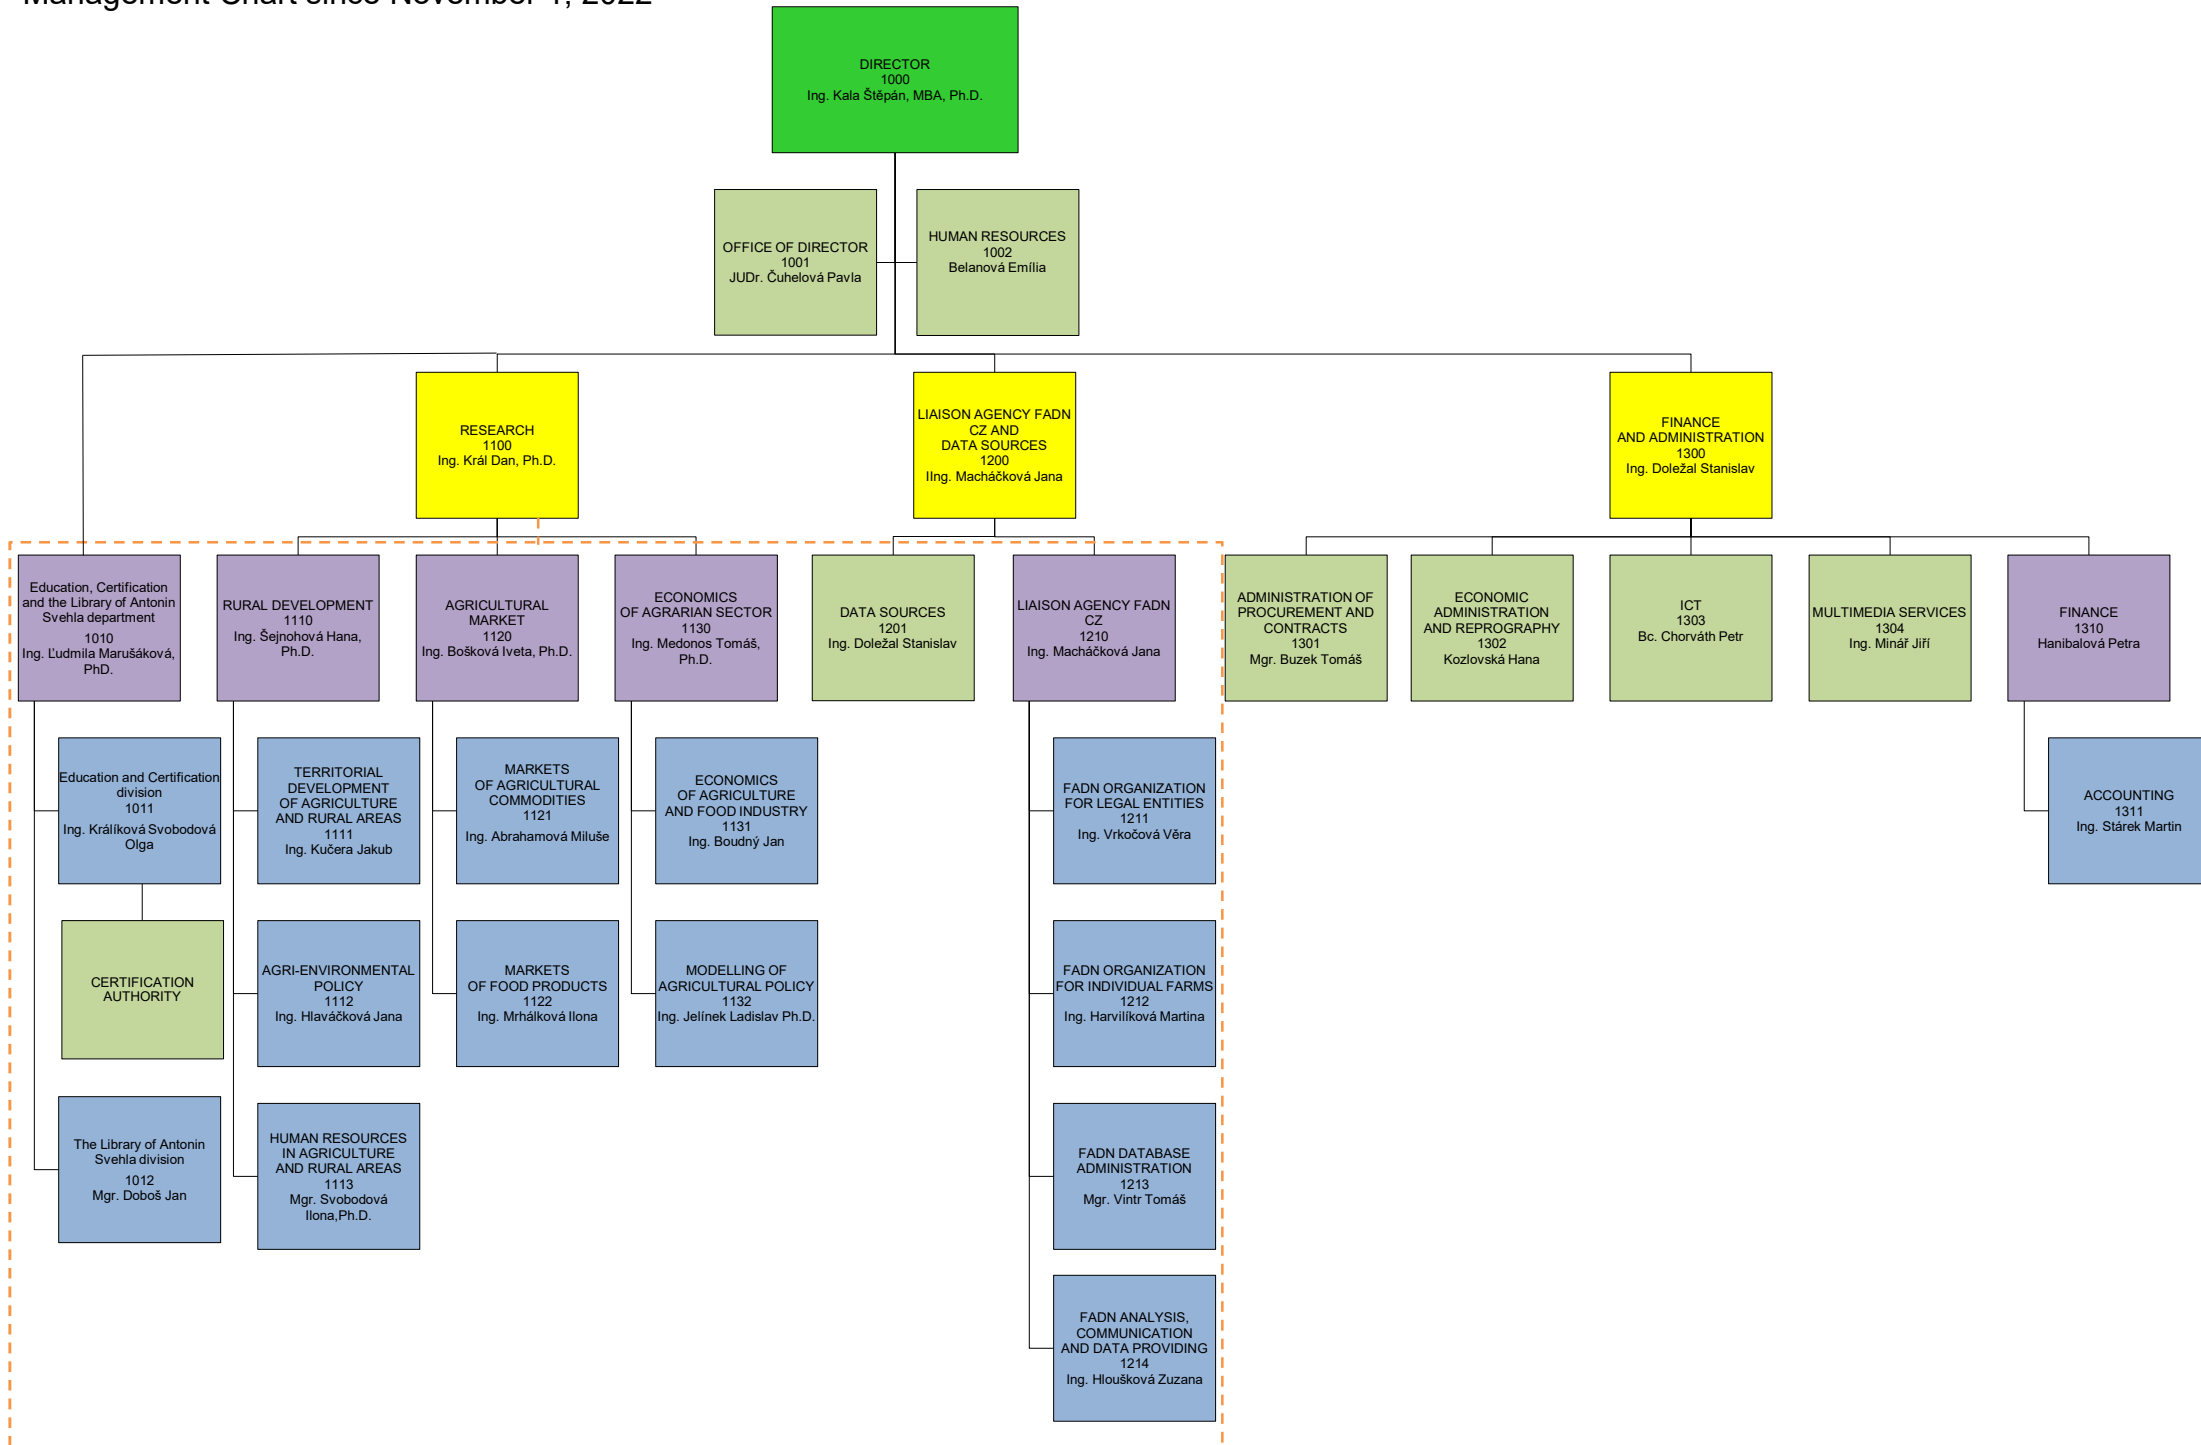 Management Chart since November 1, 2022
DIRECTOR
1000
Ing. Kala Štěpán, MBA, Ph.D.
OFFICE OF DIRECTOR
1001
JUDr. Čuhelová Pavla
HUMAN RESOURCES
1002
Belanová Emília
RESEARCH
1100
Ing. Král Dan, Ph.D.
LIAISON AGENCY FADN
CZ AND
DATA SOURCES
1200
IIng. Macháčková Jana
FINANCE
AND ADMINISTRATION
1300
Ing. Doležal Stanislav
Education, Certification
and the Library of Antonin
Svehla department
1010
Ing. Ľudmila Marušáková,
PhD.
RURAL DEVELOPMENT
1110
Ing. Šejnohová Hana,
Ph.D.
AGRICULTURAL
MARKET
1120
Ing. Bošková Iveta, Ph.D.
ECONOMICS
OF AGRARIAN SECTOR
1130
Ing. Medonos Tomáš,
Ph.D.
DATA SOURCES
1201
Ing. Doležal Stanislav
LIAISON AGENCY FADN
CZ
1210
Ing. Macháčková Jana
ADMINISTRATION OF
PROCUREMENT AND
CONTRACTS
1301
Mgr. Buzek Tomáš
ECONOMIC
ADMINISTRATION
AND REPROGRAPHY
1302
Kozlovská Hana
ICT
1303
Bc. Chorváth Petr
MULTIMEDIA SERVICES
1304
Ing. Minář Jiří
FINANCE
1310
Hanibalová Petra
Education and Certification
division
1011
Ing. Králíková Svobodová
Olga
TERRITORIAL
DEVELOPMENT
OF AGRICULTURE
AND RURAL AREAS
1111
Ing. Kučera Jakub
MARKETS
OF AGRICULTURAL
COMMODITIES
1121
Ing. Abrahamová Miluše
ECONOMICS
OF AGRICULTURE
AND FOOD INDUSTRY
1131
Ing. Boudný Jan
FADN ORGANIZATION
FOR LEGAL ENTITIES
1211
Ing. Vrkočová Věra
ACCOUNTING
1311
Ing. Stárek Martin
CERTIFICATION
AUTHORITY
AGRI-ENVIRONMENTAL
POLICY
1112
Ing. Hlaváčková Jana
MARKETS
OF FOOD PRODUCTS
1122
Ing. Mrhálková Ilona
MODELLING OF
AGRICULTURAL POLICY
1132
Ing. Jelínek Ladislav Ph.D.
FADN ORGANIZATION
FOR INDIVIDUAL FARMS
1212
Ing. Harvilíková Martina
The Library of Antonin
Svehla division
1012
Mgr. Doboš Jan
HUMAN RESOURCES
IN AGRICULTURE
AND RURAL AREAS
1113
Mgr. Svobodová
Ilona,Ph.D.
FADN DATABASE
ADMINISTRATION
1213
Mgr. Vintr Tomáš
FADN ANALYSIS,
COMMUNICATION
AND DATA PROVIDING
1214
Ing. Hloušková Zuzana